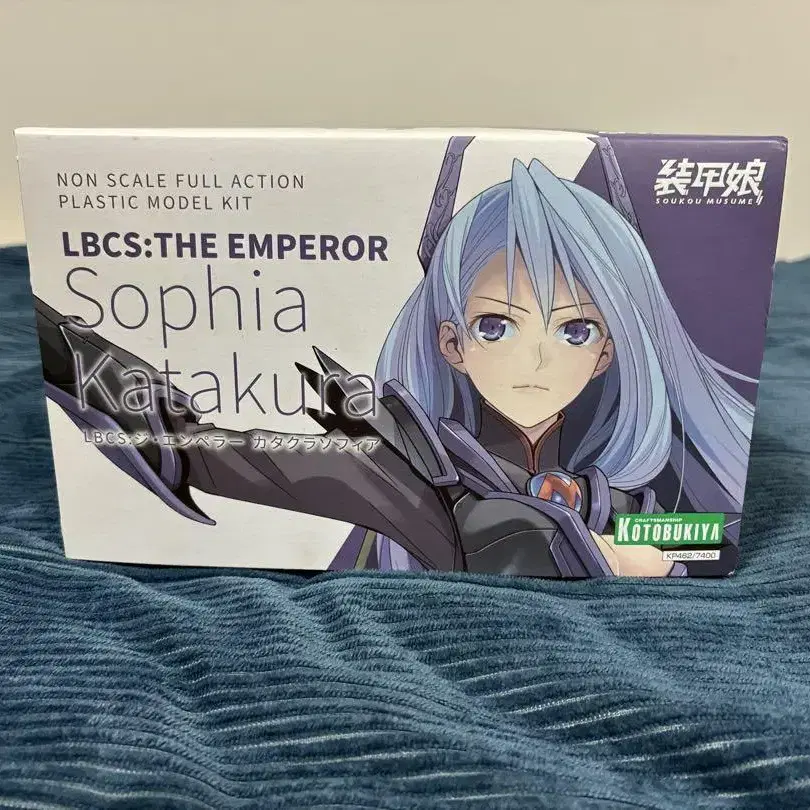 NON SCALE FULL ACTION
PLASTIC MODEL KIT
LBCS:THE EMPEROR
Sophia
Katakura
LBCS:ジ・エンペラー カタクラソフィア
装甲娘
SOUKOU MUSUME
CRAFTSMANSHIP
KOTOBUKIYA
KP462/7400